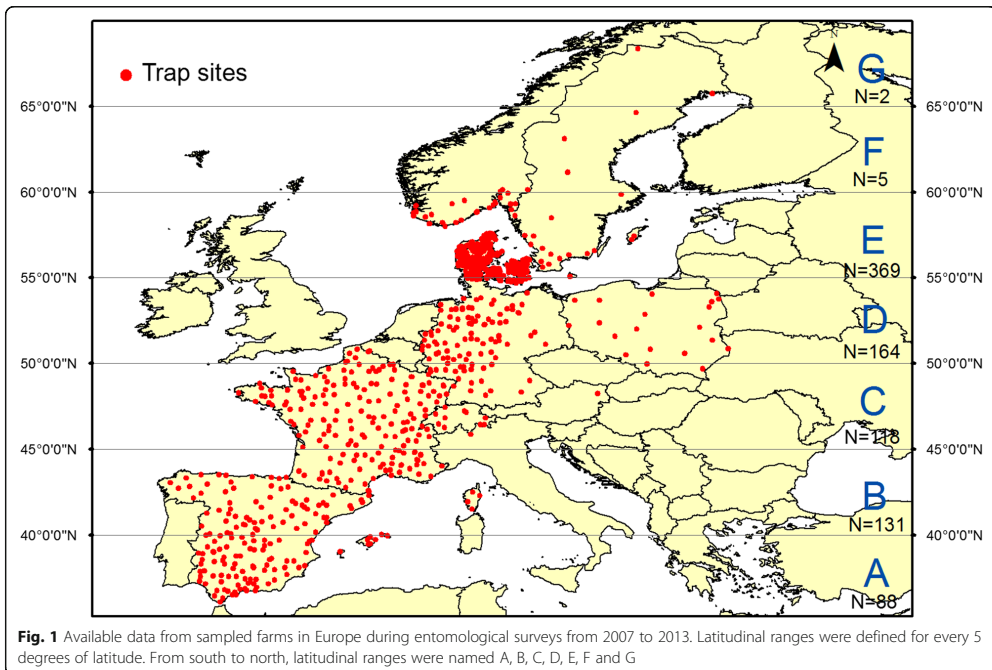 N
Trap sites
G
N=2
65°0'0"N 65°0'0"N
F
N=5
60°0'0"N 60°0'0"N
E
N=369
55°0'0"N 55°0'0"N
D
N=164
50°0'0"N 50°0'0"N
C
N=118
45°0'0"N 45°0'0"N
B
N=131
40°0'0"N 40°0'0"N
A
N=88
Fig. 1 Available data from sampled farms in Europe during entomological surveys from 2007 to 2013. Latitudinal ranges were defined for every 5
degrees of latitude. From south to north, latitudinal ranges were named A, B, C, D, E, F and G